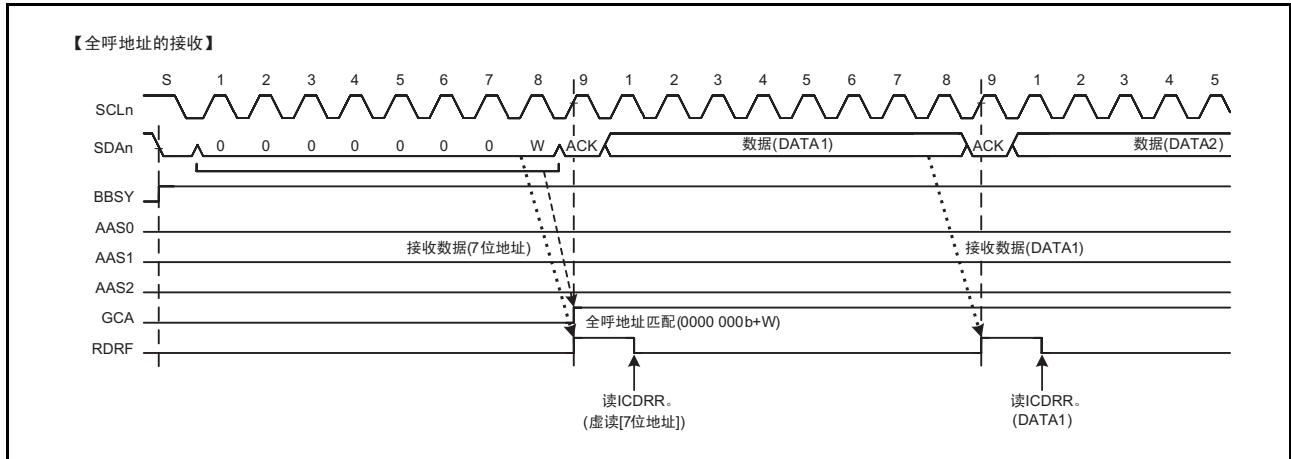 【全呼地址的接收】
S 1 2 3 4 5 6 7 8 9 1 2 3 4 5 6 7 8 9 1 2 3 4 5
SCLn
SDAn 0 0 0 0 0 0 0 W ACK 数据(DATA1) ACK 数据(DATA2)
BBSY
AAS0
接收数据(7位地址) 接收数据(DATA1)
AAS1
AAS2
GCA 全呼地址匹配(0000 000b+W)
RDRF
读ICDRR。 读ICDRR。
(虚读[7位地址]) (DATA1)